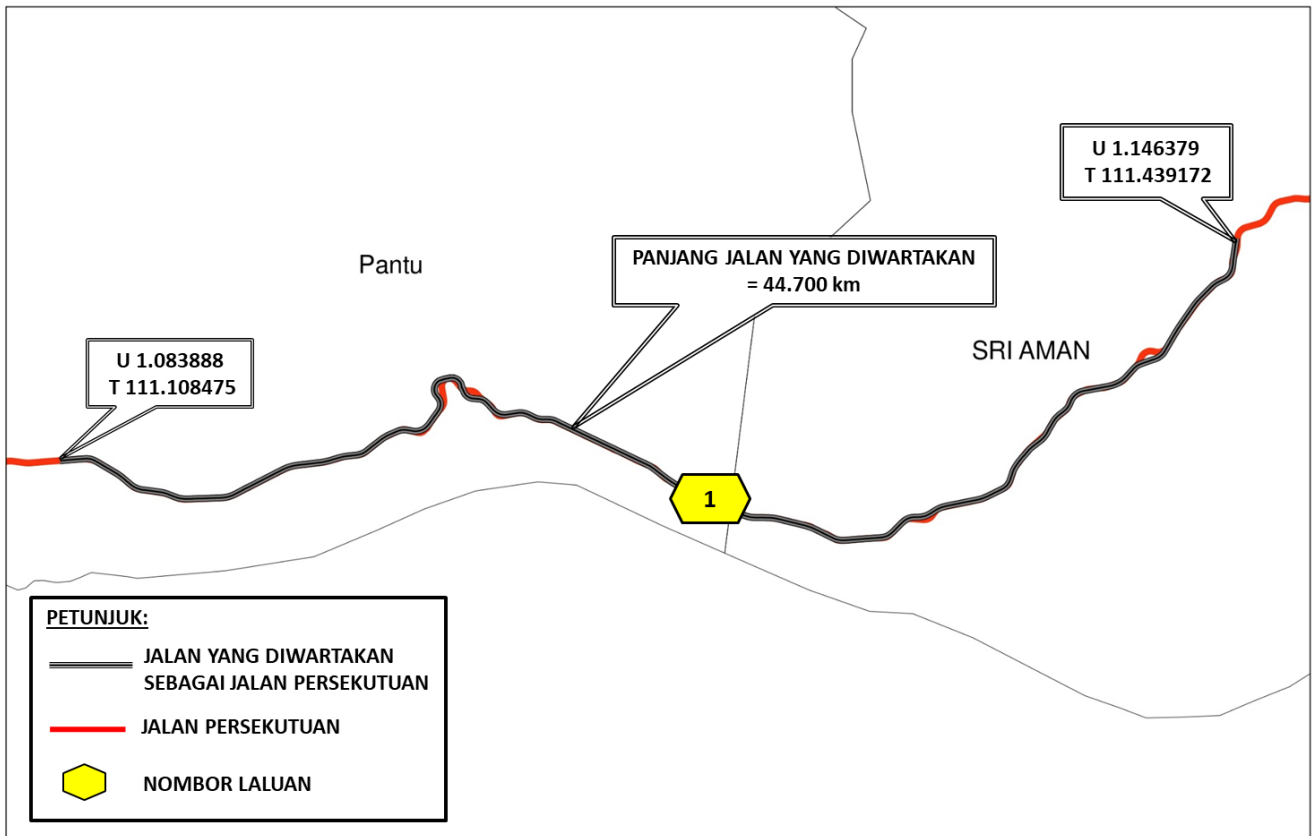 U 1.146379
T 111.439172
PANJANG JALAN YANG DIWARTAKAN
= 44.700 km
Pantu
SRI AMAN
U 1.083888
T 111.108475
1
PETUNJUK:
JALAN YANG DIWARTAKAN
SEBAGAI JALAN PERSEKUTUAN
JALAN PERSEKUTUAN
NOMBOR LALUAN